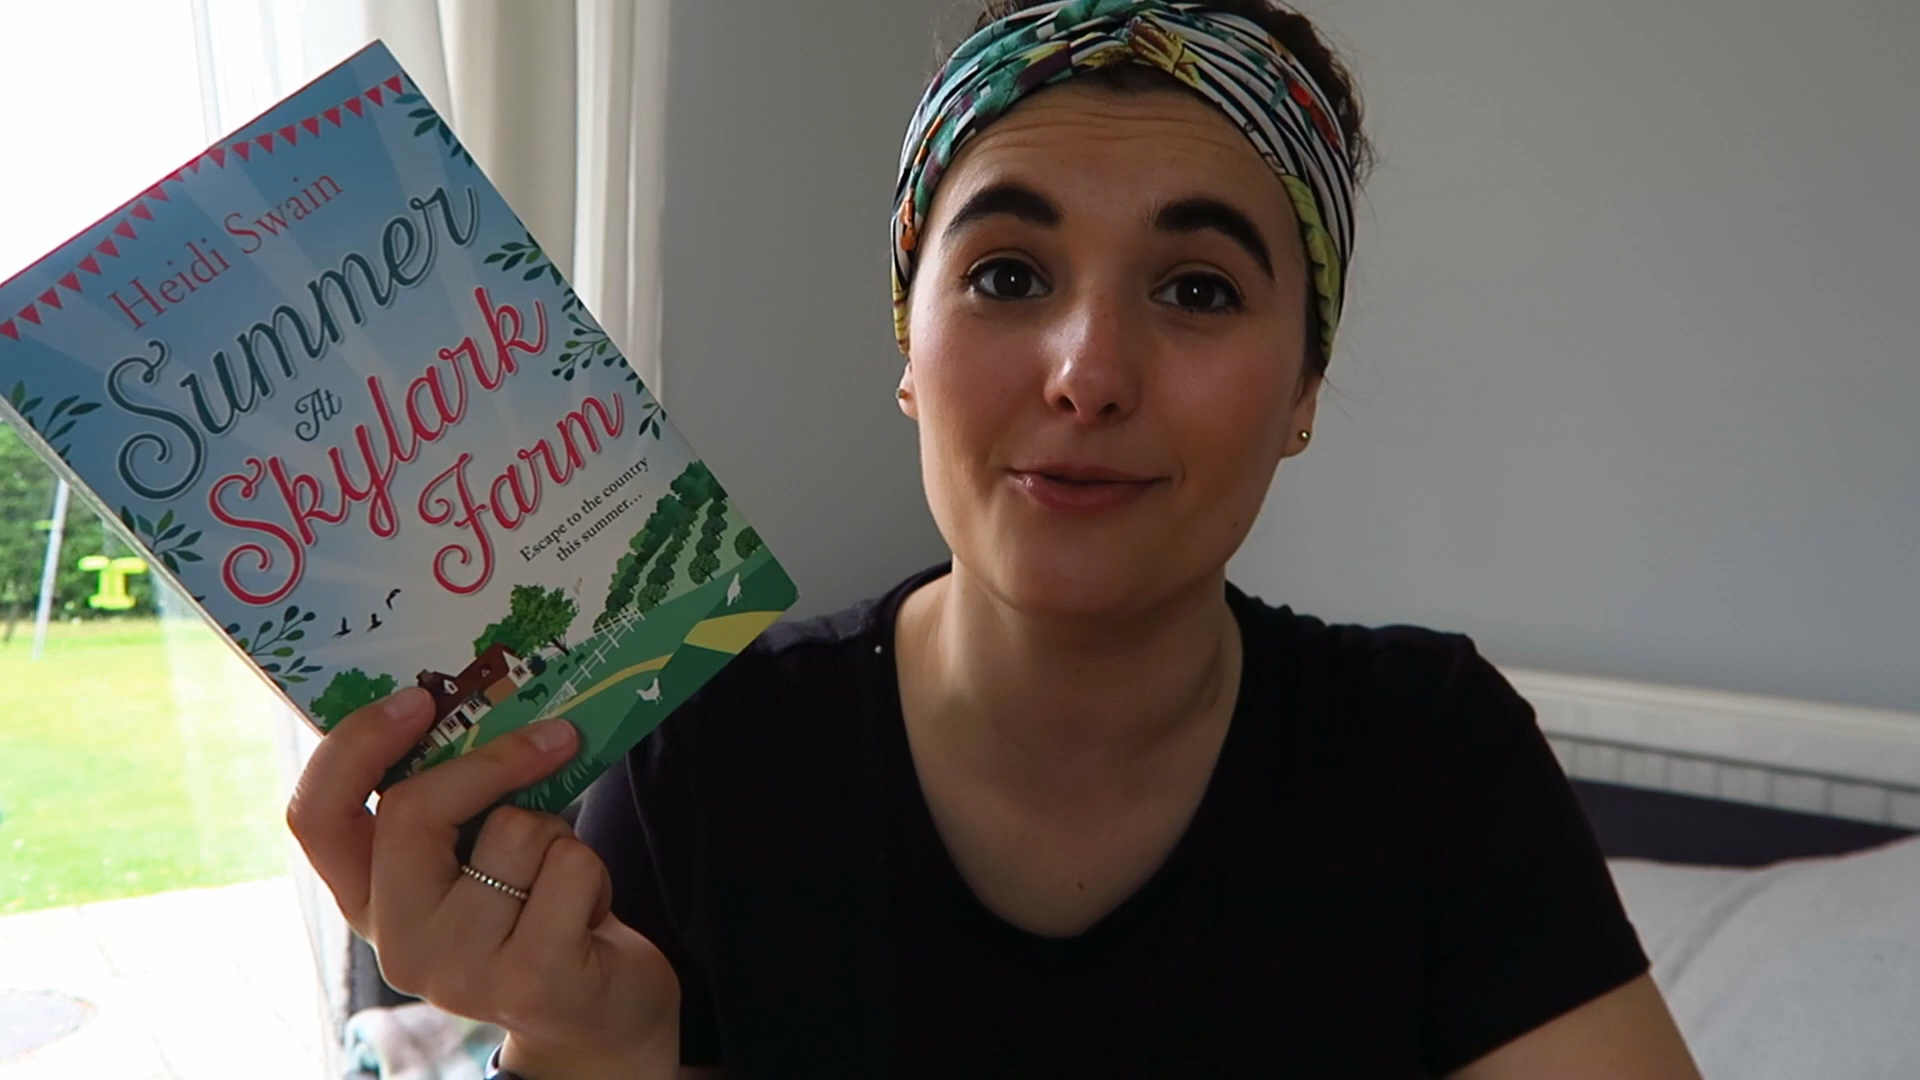 Heidi Swain
Summer
At
Skylark
Farm
Escape to the country
this summer...